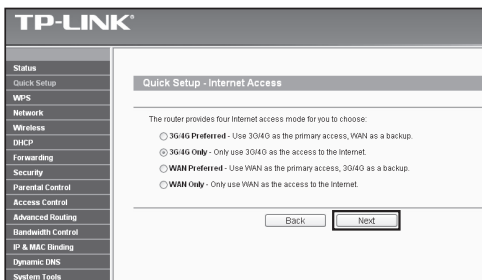 TP-LINK®
Status
Quick Setup
WPS
Network
Wireless
DHCP
Forwarding
Security
Parental Control
Access Control
Advanced Routing
Bandwidth Control
IP & MAC Binding
Dynamic DNS
System Tools
Quick Setup - Internet Access
The router provides four Internet access mode for you to choose:
3G/4G Preferred - Use 3G/4G as the primary access, WAN as a backup.
3G/4G Only - Only use 3G/4G as the access to the Internet.
WAN Preferred - Use WAN as the primary access, 3G/4G as a backup.
WAN Only - Only use WAN as the access to the Internet.
Back
Next